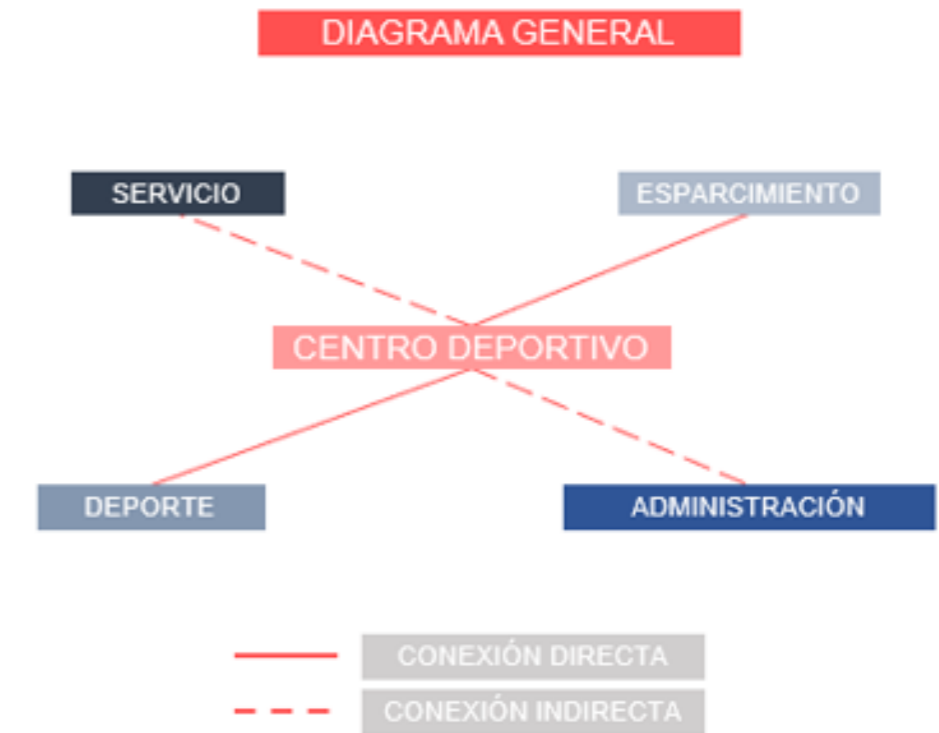 DIAGRAMA GENERAL
SERVICIO
ESPARCIMIENTO
CENTRO DEPORTIVO
DEPORTE
ADMINISTRACIÓN
CONEXIÓN DIRECTA
CONEXIÓN INDIRECTA